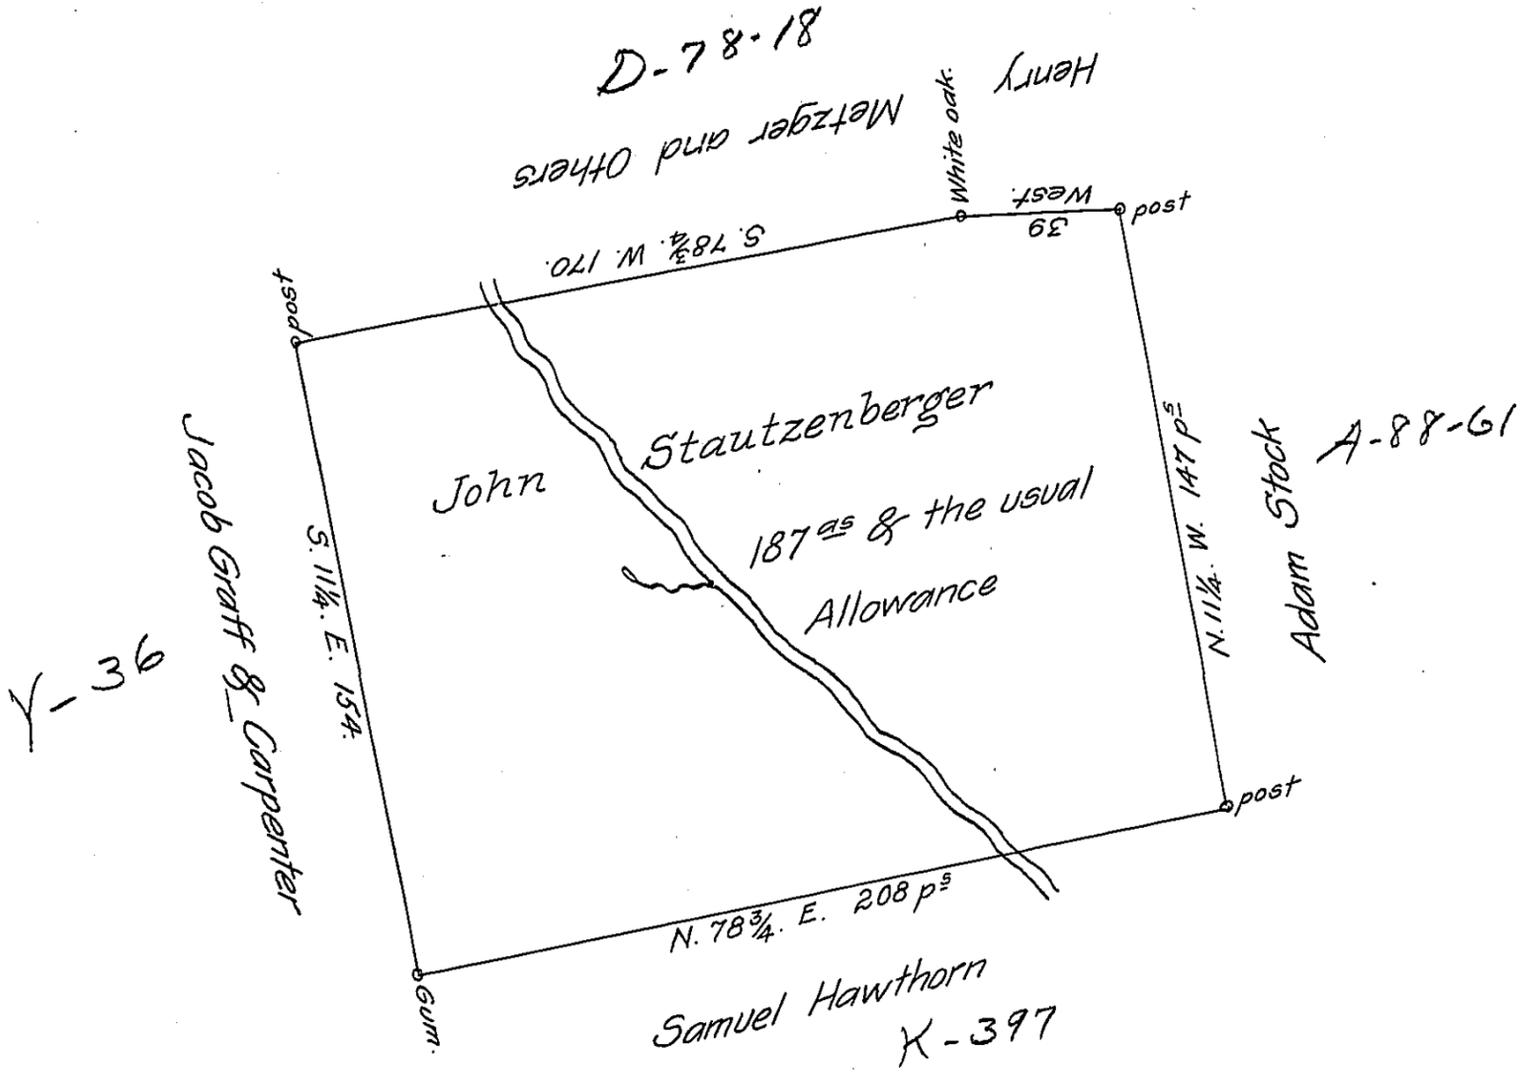 D-78-18
Henry
Metzger and Others
White oak.
West.
39
post
S. 78¾. W. 170.
post
John Stautzenberger
187 as & the usual
Allowance
N. 11¼. W. 147 ps
Adam Stock
A-88-61
S. 11¼. E. 154.
Jacob Graff & Carpenter
Y-36
post
N. 78¾. E. 208 ps
Gum.
Samuel Hawthorn
K-397